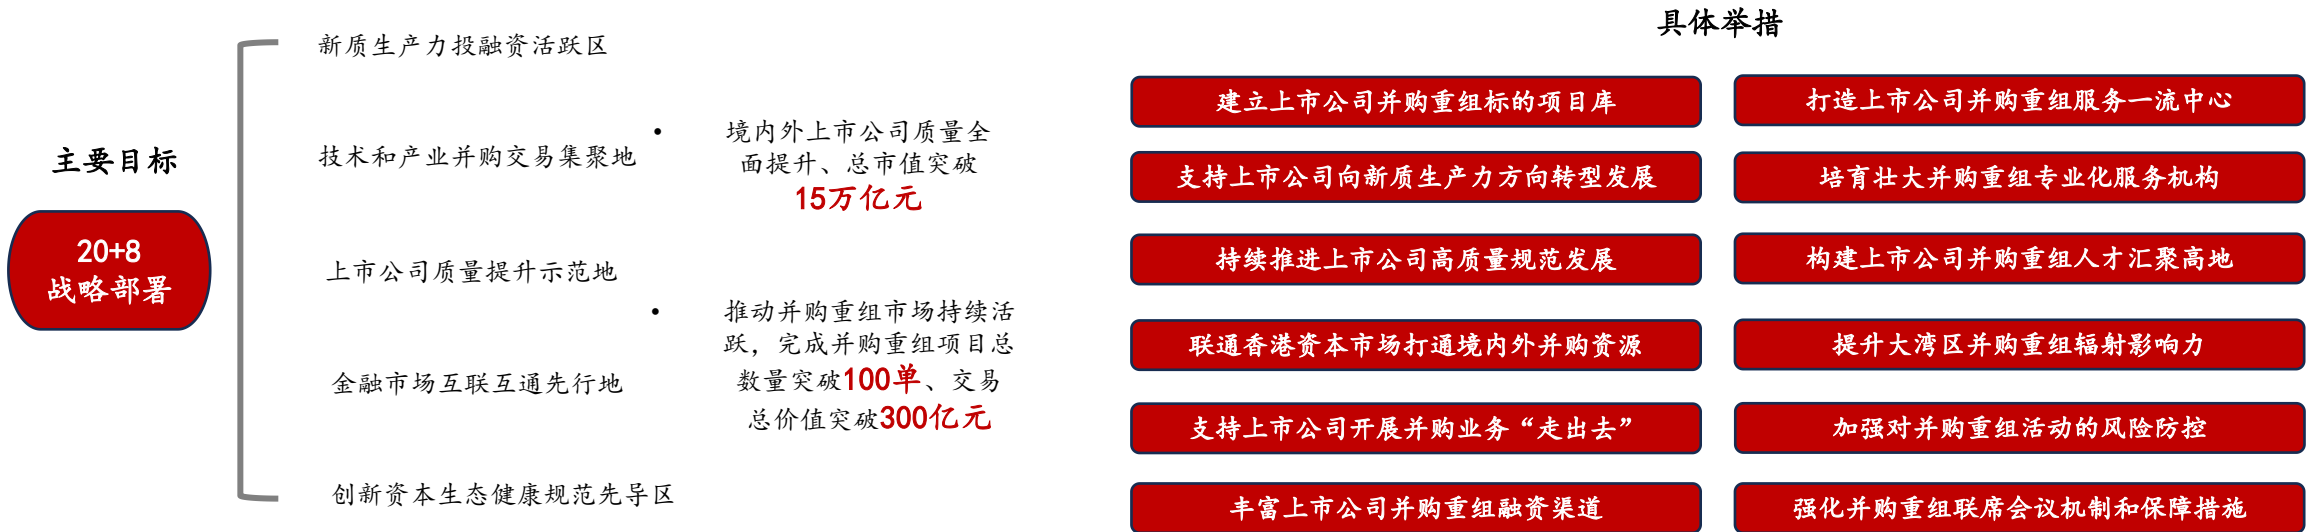 主要目标
20+8
战略部署
新质生产力投融资活跃区
技术和产业并购交易集聚地
上市公司质量提升示范地
金融市场互联互通先行地
创新资本生态健康规范先导区
• 境内外上市公司质量全
面提升、总市值突破
15万亿元
• 推动并购重组市场持续活
跃，完成并购重组项目总
数量突破100单、交易
总价值突破300亿元
具体举措
建立上市公司并购重组标的项目库
支持上市公司向新质生产力方向转型发展
持续推进上市公司高质量规范发展
联通香港资本市场打通境内外并购资源
支持上市公司开展并购业务“走出去”
丰富上市公司并购重组融资渠道
打造上市公司并购重组服务一流中心
培育壮大并购重组专业化服务机构
构建上市公司并购重组人才汇聚高地
提升大湾区并购重组辐射影响力
加强对并购重组活动的风险防控
强化并购重组联席会议机制和保障措施